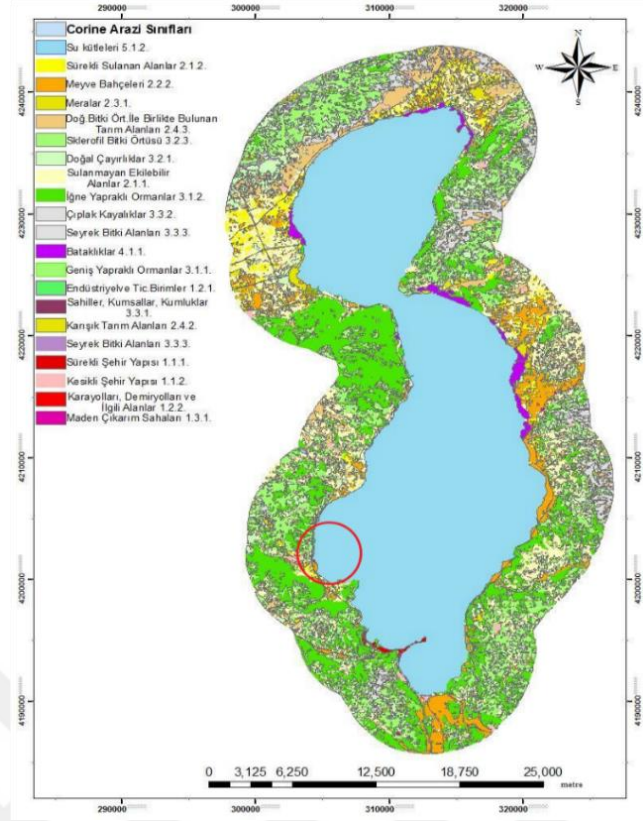 290000 300000 310000 320000
Corine Arazi Sınıfları
Su kütleleri 5.1.2.
Sürekli Sulanan Alanlar 2.1.2.
Meyve Bahçeleri 2.2.2.
Meralar 2.3.1.
Doğ.Bitki Ört.İle Birlikte Bulunan
Tarım Alanları 2.4.3.
Sklerofil Bitki Örtüsü 3.2.3.
Doğal Çayırlıklar 3.2.1.
Sulanmayan Ekilebilir
Alanlar 2.1.1.
İğne Yapraklı Ormanlar 3.1.2.
Çıplak Kayalıklar 3.3.2.
Seyrek Bitki Alanları 3.3.3.
Bataklıklar 4.1.1.
Geniş Yapraklı Ormanlar 3.1.1.
Endüstriyelve Tic.Birimler 1.2.1.
Sahiller, Kumsallar, Kumluklar
3.3.1.
Karışık Tarım Alanları 2.4.2.
Seyrek Bitki Alanları 3.3.3.
Sürekli Şehir Yapısı 1.1.1.
Kesikli Şehir Yapısı 1.1.2.
Karayolları, Demiryolları ve
İlgili Alanlar 1.2.2.
Maden Çıkarım Sahaları 1.3.1.
N
W E
S
4240000 4240000
4230000 4230000
4220000 4220000
4210000 4210000
4200000 4200000
4190000 4190000
0 3,125 6,250 12,500 18,750 25,000
metre
290000 300000 310000 320000